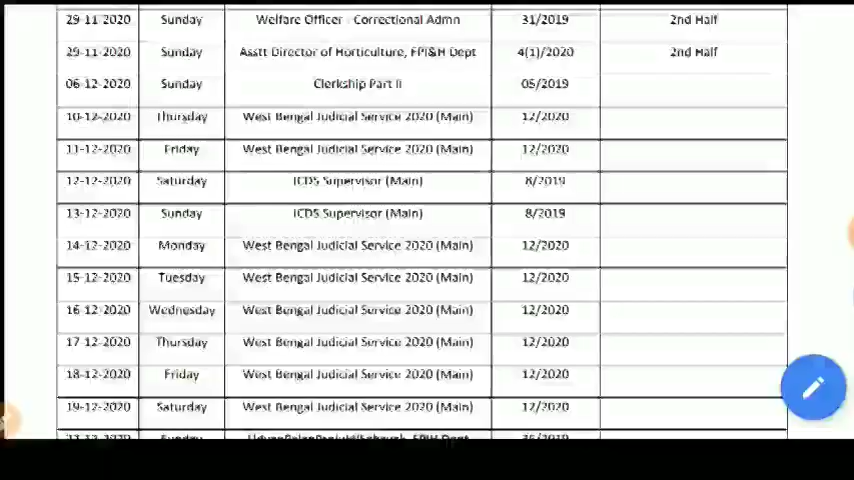 29-11-2020 Sunday Welfare Officer - Correctional Admn 31/2019 2nd Half
29-11-2020 Sunday Asstt Director of Horticulture, FPI&H Dept 4(1)/2020 2nd Half
06-12-2020 Sunday Clerkship Part II 05/2019
10-12-2020 Thursday West Bengal Judicial Service 2020 (Main) 12/2020
11-12-2020 Friday West Bengal Judicial Service 2020 (Main) 12/2020
12-12-2020 Saturday ICDS Supervisor (Main) 8/2019
13-12-2020 Sunday ICDS Supervisor (Main) 8/2019
14-12-2020 Monday West Bengal Judicial Service 2020 (Main) 12/2020
15-12-2020 Tuesday West Bengal Judicial Service 2020 (Main) 12/2020
16-12-2020 Wednesday West Bengal Judicial Service 2020 (Main) 12/2020
17-12-2020 Thursday West Bengal Judicial Service 2020 (Main) 12/2020
18-12-2020 Friday West Bengal Judicial Service 2020 (Main) 12/2020
19-12-2020 Saturday West Bengal Judicial Service 2020 (Main) 12/2020
Sunday